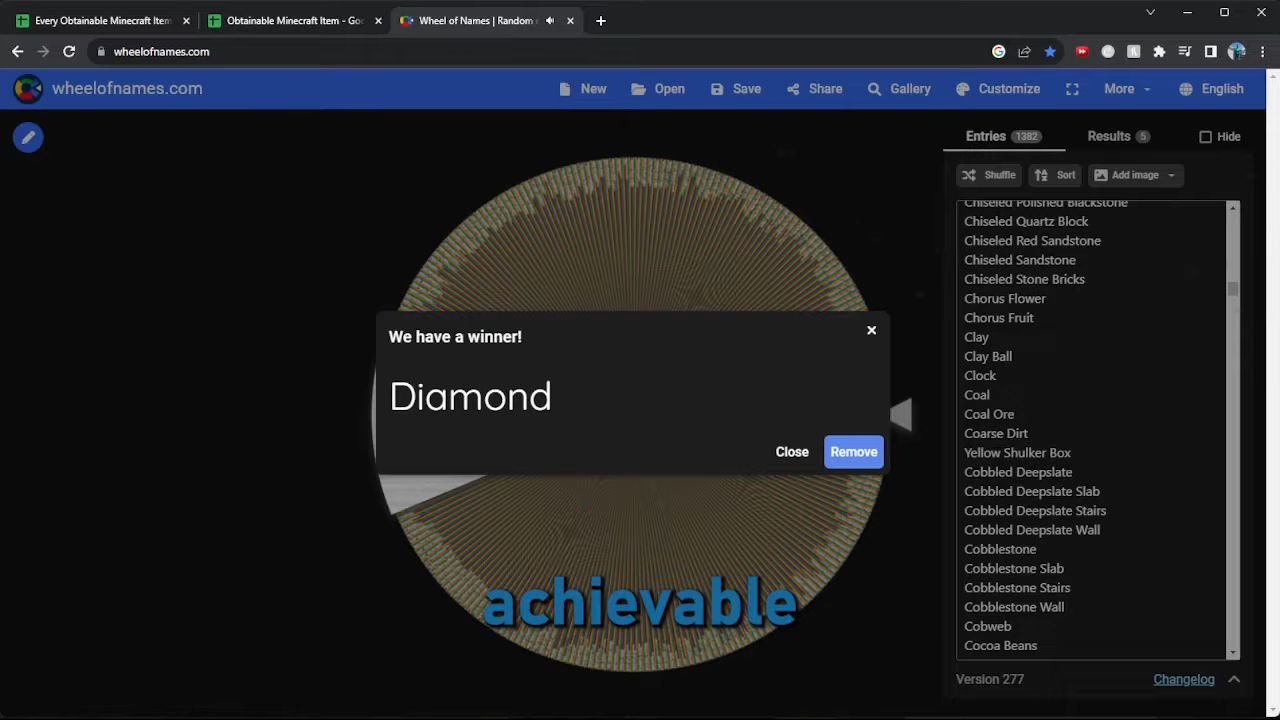 Every Obtainable Minecraft Item
Obtainable Minecraft Item - Goo
Wheel of Names | Random
wheelofnames.com
wheelofnames.com
New
Open
Save
Share
Gallery
Customize
More
English
Entries 1382
Results 5
Hide
Shuffle
Sort
Add image
Chiseled Polished Blackstone
Chiseled Quartz Block
Chiseled Red Sandstone
Chiseled Sandstone
Chiseled Stone Bricks
Chorus Flower
Chorus Fruit
Clay
Clay Ball
Clock
Coal
Coal Ore
Coarse Dirt
Yellow Shulker Box
Cobbled Deepslate
Cobbled Deepslate Slab
Cobbled Deepslate Stairs
Cobbled Deepslate Wall
Cobblestone
Cobblestone Slab
Cobblestone Stairs
Cobblestone Wall
Cobweb
Cocoa Beans
We have a winner!
Diamond
Close
Remove
achievable
Version 277
Changelog